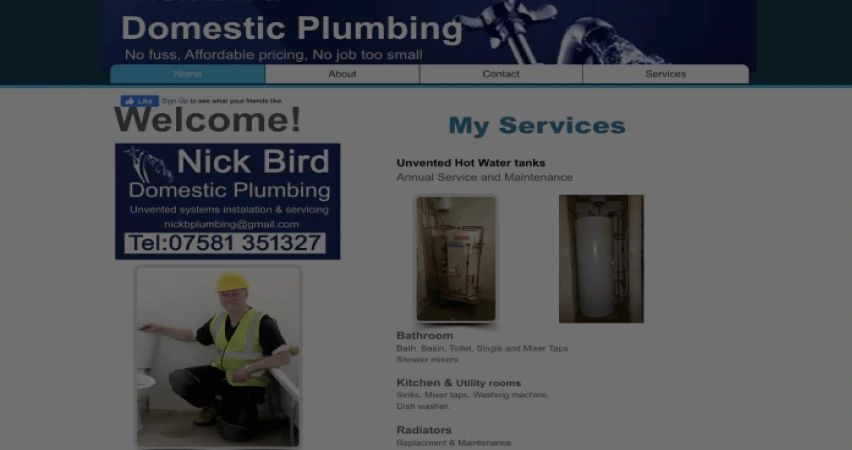 Domestic Plumbing
No fuss, Affordable pricing, No job too small
Home
About
Contact
Services
Like
Sign Up to see what your friends like.
Welcome!
Nick Bird
Domestic Plumbing
Unvented systems instalation & servicing
nickbplumbing@gmail.com
Tel:07581 351327
My Services
Unvented Hot Water tanks
Annual Service and Maintenance
Bathroom
Bath, Basin, Toilet, Single and Mixer Taps
Shower mixers
Kitchen & Utility rooms
Sinks, Mixer taps, Washing machine,
Dish washer.
Radiators
Replacment & Maintenance